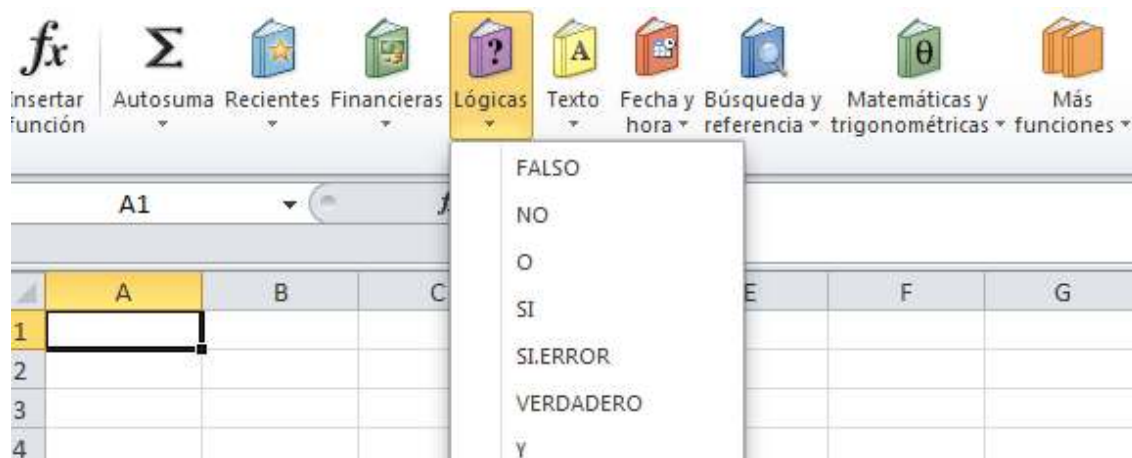 fx Σ ? A θ
Insertar Autosuma Recientes Financieras Lógicas Texto Fecha y Búsqueda y Matemáticas y Más
función hora referencia trigonométricas funciones
FALSO
A1
NO
O
A B C E F G
SI
1
SI.ERROR
2
VERDADERO
3
Y
4